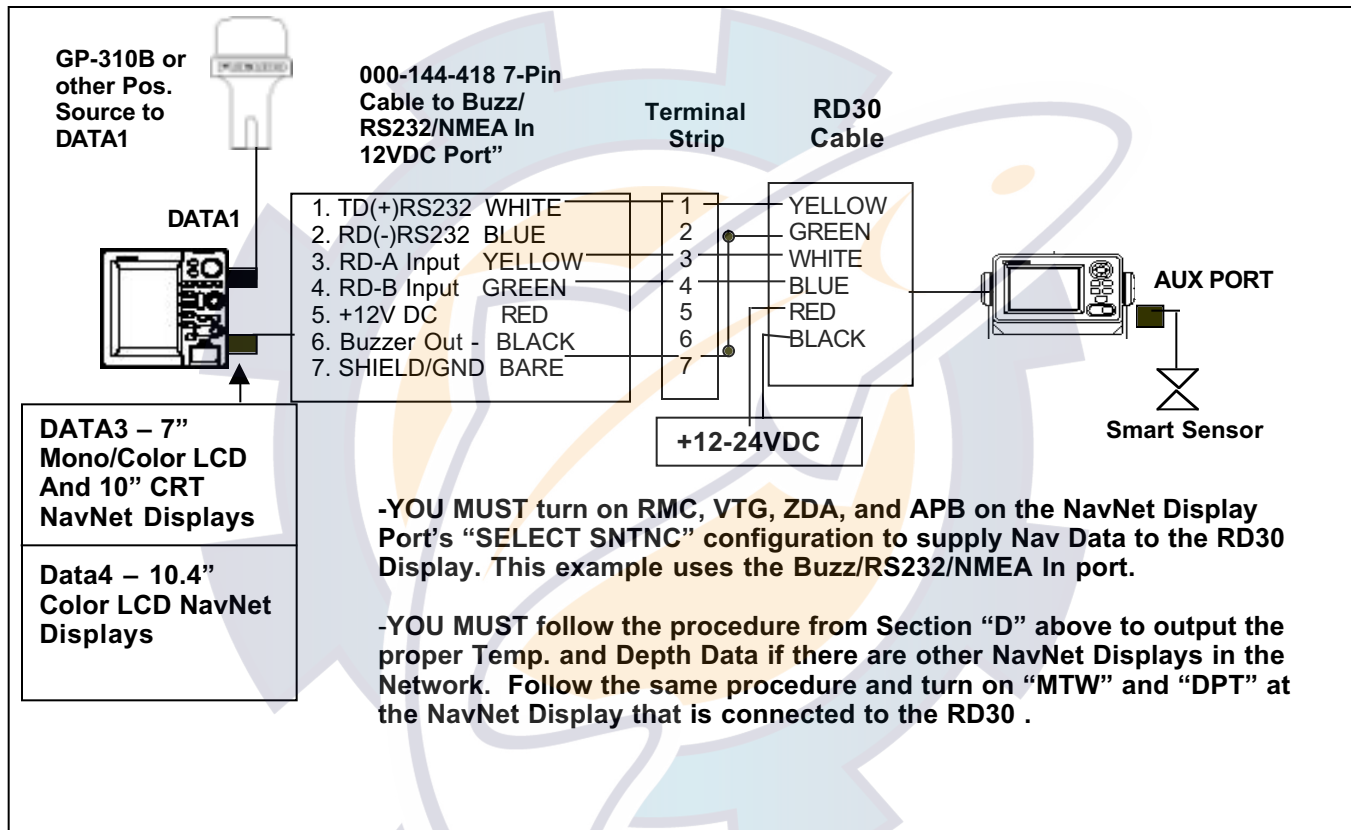 GP-310B or
other Pos.
Source to
DATA1
000-144-418 7-Pin
Cable to Buzz/
RS232/NMEA In
12VDC Port”
Terminal
Strip
RD30
Cable
DATA1
1. TD(+)RS232 WHITE
2. RD(-)RS232 BLUE
3. RD-A Input YELLOW
4. RD-B Input GREEN
5. +12V DC RED
6. Buzzer Out - BLACK
7. SHIELD/GND BARE
1
2
3
4
5
6
7
YELLOW
GREEN
WHITE
BLUE
RED
BLACK
AUX PORT
Smart Sensor
+12-24VDC
DATA3 – 7”
Mono/Color LCD
And 10” CRT
NavNet Displays
Data4 – 10.4”
Color LCD NavNet
Displays
-YOU MUST turn on RMC, VTG, ZDA, and APB on the NavNet Display
Port’s “SELECT SNTNC” configuration to supply Nav Data to the RD30
Display. This example uses the Buzz/RS232/NMEA In port.
-YOU MUST follow the procedure from Section “D” above to output the
proper Temp. and Depth Data if there are other NavNet Displays in the
Network. Follow the same procedure and turn on “MTW” and “DPT” at
the NavNet Display that is connected to the RD30 .